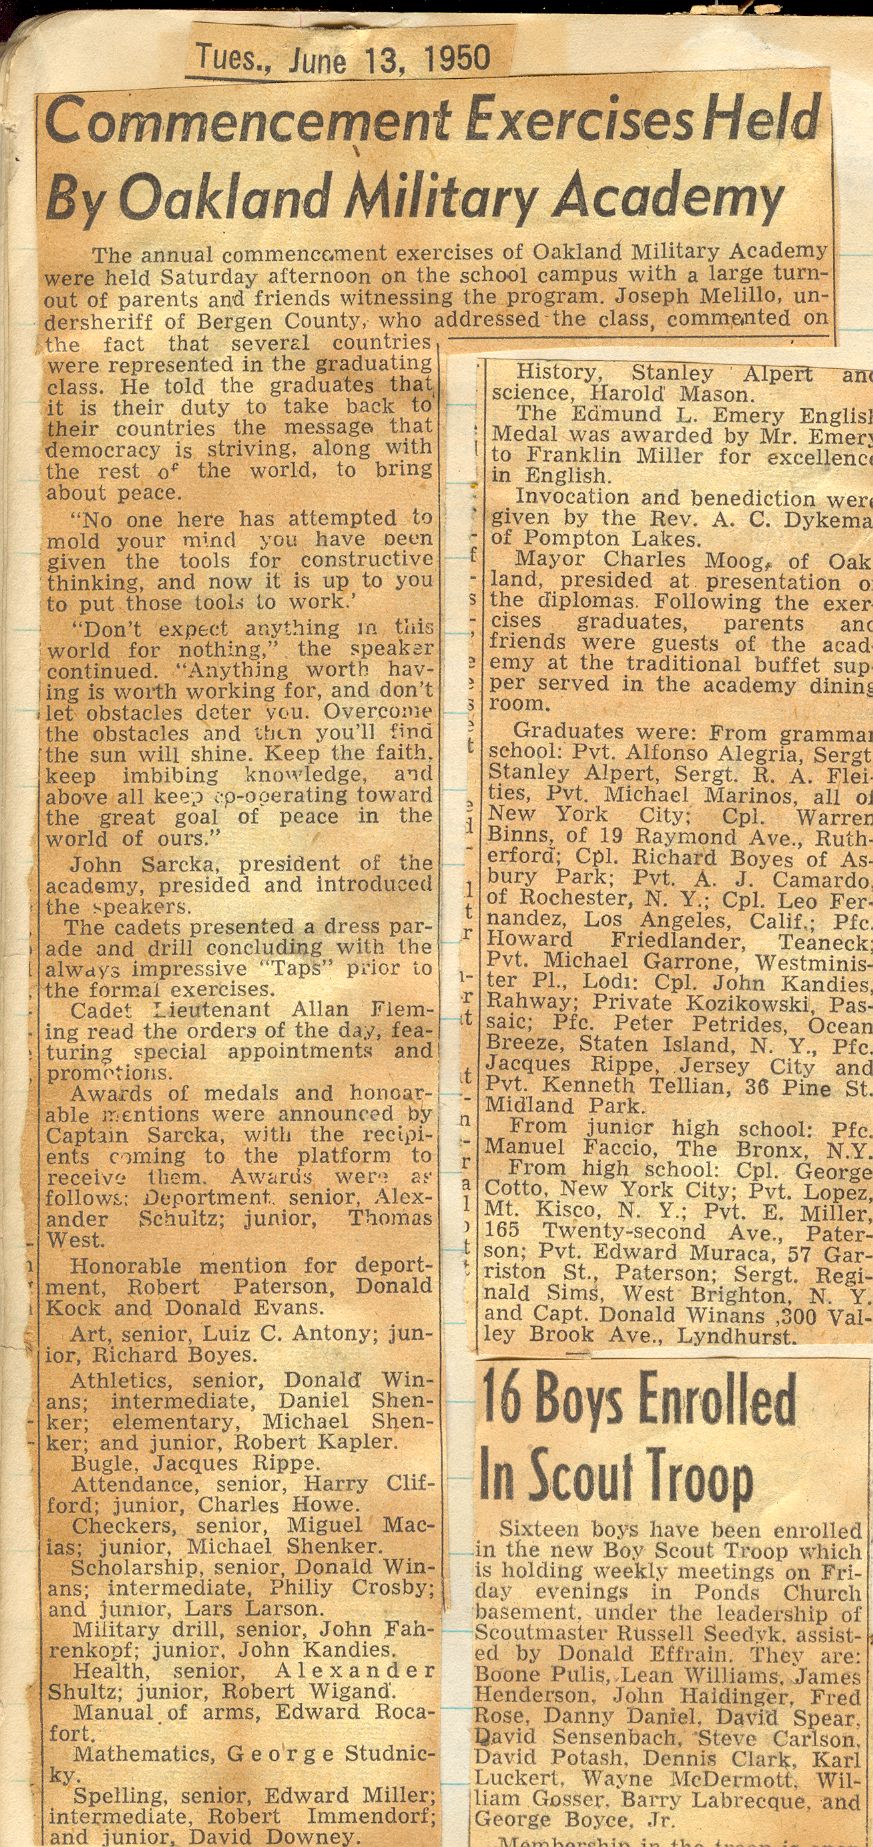 Tues., June 13, 1950
Commencement Exercises Held
By Oakland Military Academy
The annual commencement exercises of Oakland Military Academy
were held Saturday afternoon on the school campus with a large turn-
out of parents and friends witnessing the program. Joseph Melillo, un-
dersheriff of Bergen County, who addressed the class, commented on
the fact that several countries
were represented in the graduating
class. He told the graduates that
it is their duty to take back to
their countries the message that
democracy is striving, along with
the rest of the world, to bring
about peace.
"No one here has attempted to
mold your mind you have been
given the tools for constructive
thinking, and now it is up to you
to put those tools to work.'
"Don't expect anything in this
world for nothing," the speaker
continued. "Anything worth hav-
ing is worth working for, and don't
let obstacles deter you. Overcome
the obstacles and then you'll find
the sun will shine. Keep the faith,
keep imbibing knowledge, and
above all keep cp-operating toward
the great goal of peace in the
world of ours."
John Sarcka, president of the
academy, presided and introduced
the speakers.
The cadets presented a dress par-
ade and drill concluding with the
always impressive "Taps" prior to
the formal exercises.
Cadet Lieutenant Allan Flem-
ing read the orders of the day, fea-
turing special appointments and
promotions.
Awards of medals and honoar-
able mentions were announced by
Captain Sarcka, with the recipi-
ents coming to the platform to
receive them. Awards were as
follows: Deportment, senior, Alex-
ander Schultz; junior, Thomas
West.
Honorable mention for deport-
ment, Robert Paterson, Donald
Kock and Donald Evans.
Art, senior, Luiz C. Antony; jun-
ior, Richard Boyes.
Athletics, senior, Donald Win-
ans; intermediate, Daniel Shen-
ker; elementary, Michael Shen-
ker; and junior, Robert Kapler.
Bugle, Jacques Rippe.
Attendance, senior, Harry Clif-
ford; junior, Charles Howe.
Checkers, senior, Miguel Mac-
ias; junior, Michael Shenker.
Scholarship, senior, Donald Win-
ans; intermediate, Philiy Crosby;
and junior, Lars Larson.
Military drill, senior, John Fah-
renkopf; junior, John Kandies.
Health, senior, Alexander
Shultz; junior, Robert Wigand.
Manual of arms, Edward Roca-
fort.
Mathematics, George Studnic-
ky.
Spelling, senior, Edward Miller;
intermediate, Robert Immendorf;
and junior, David Downey.
History, Stanley Alpert and
science, Harold Mason.
The Edmund L. Emery English
Medal was awarded by Mr. Emery
to Franklin Miller for excellence
in English.
Invocation and benediction were
given by the Rev. A. C. Dykema
of Pompton Lakes.
Mayor Charles Moog, of Oak
land, presided at presentation of
the diplomas. Following the exer-
cises graduates, parents and
friends were guests of the acad-
emy at the traditional buffet sup-
per served in the academy dining
room.
Graduates were: From grammar
school: Pvt. Alfonso Alegria, Sergt
Stanley Alpert, Sergt. R. A. Flei-
ties, Pvt. Michael Marinos, all of
New York City; Cpl. Warren
Binns, of 19 Raymond Ave., Ruth-
erford; Cpl. Richard Boyes of As-
bury Park; Pvt. A. J. Camardo,
of Rochester, N. Y.; Cpl. Leo Fer-
nandez, Los Angeles, Calif.; Pfc.
Howard Friedlander, Teaneck;
Pvt. Michael Garrone, Westminis-
ter Pl., Lodi: Cpl. John Kandies,
Rahway; Private Kozikowski, Pas-
saic; Pfc. Peter Petrides, Ocean
Breeze, Staten Island, N. Y., Pfc.
Jacques Rippe, Jersey City and
Pvt. Kenneth Tellian, 36 Pine St.
Midland Park.
From junior high school: Pfc.
Manuel Faccio, The Bronx, N.Y.
From high school: Cpl. George
Cotto, New York City; Pvt. Lopez,
Mt. Kisco, N. Y.; Pvt. E. Miller,
165 Twenty-second Ave., Pater-
son; Pvt. Edward Muraca, 57 Gar-
riston St., Paterson; Sergt. Regi-
nald Sims, West Brighton, N. Y.
and Capt. Donald Winans ,300 Val-
ley Brook Ave., Lyndhurst.
16 Boys Enrolled
In Scout Troop
Sixteen boys have been enrolled
in the new Boy Scout Troop which
is holding weekly meetings on Fri-
day evenings in Ponds Church
basement, under the leadership of
Scoutmaster Russell Seedyk, assist-
ed by Donald Effrain. They are:
Boone Pulis, Lean Williams, James
Henderson, John Haidinger, Fred
Rose, Danny Daniel, David Spear,
David Sensenbach, Steve Carlson,
David Potash, Dennis Clark, Karl
Luckert, Wayne McDermott, Wil-
liam Gosser, Barry Labrecque, and
George Boyce, Jr.
Membership in the